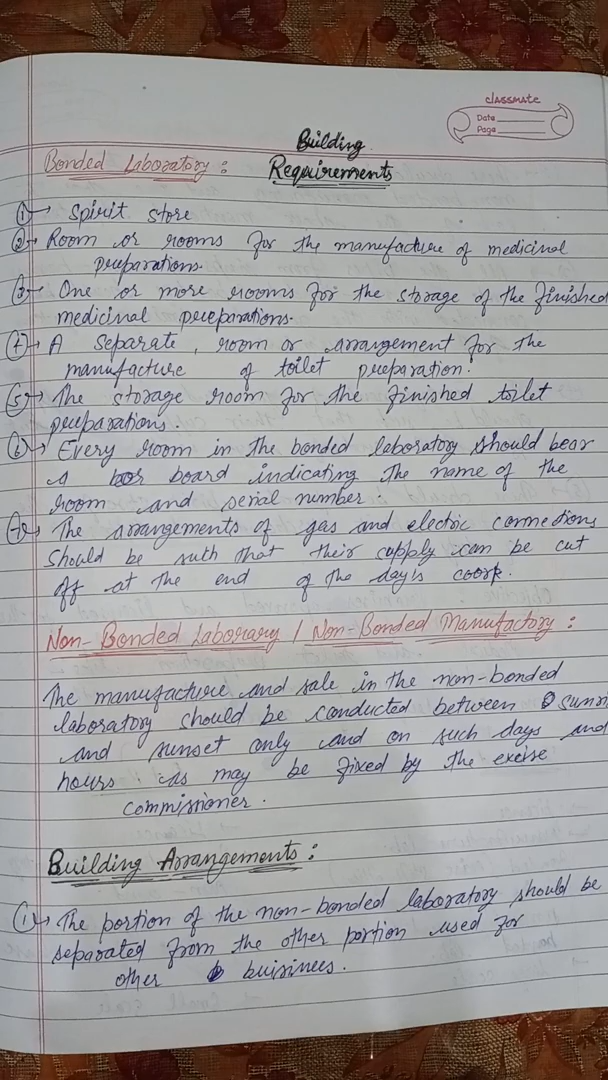 classmate
Date
Page
Building
Bonded Laboratory : Requirements
① → Spirit store
② → Room or rooms for the manufacture of medicinal
preparations.
③ → One or more rooms for the storage of the finished
medicinal preparations.
④ → A separate, room or arrangement for the
manufacture of toilet preparation.
⑤ → The storage room for the finished toilet
preparations.
⑥ → Every room in the bonded laboratory should bear
a board indicating the name of the
room and serial number.
⑦ → The arrangements of gas and electric connections
should be suth that their supply can be cut
off at the end of the day's coork.
Non-Bonded Laborary / Non-Bonded Manufactory :
The manufacture and sale in the non-bonded
laboratory should be conducted between sunri
and sunset only and on such days and
hours as may be fixed by the excise
commissioner.
Building Arrangements :
① → The portion of the non-bonded laboratory should be
separated from the other portion used for
other buisinees.